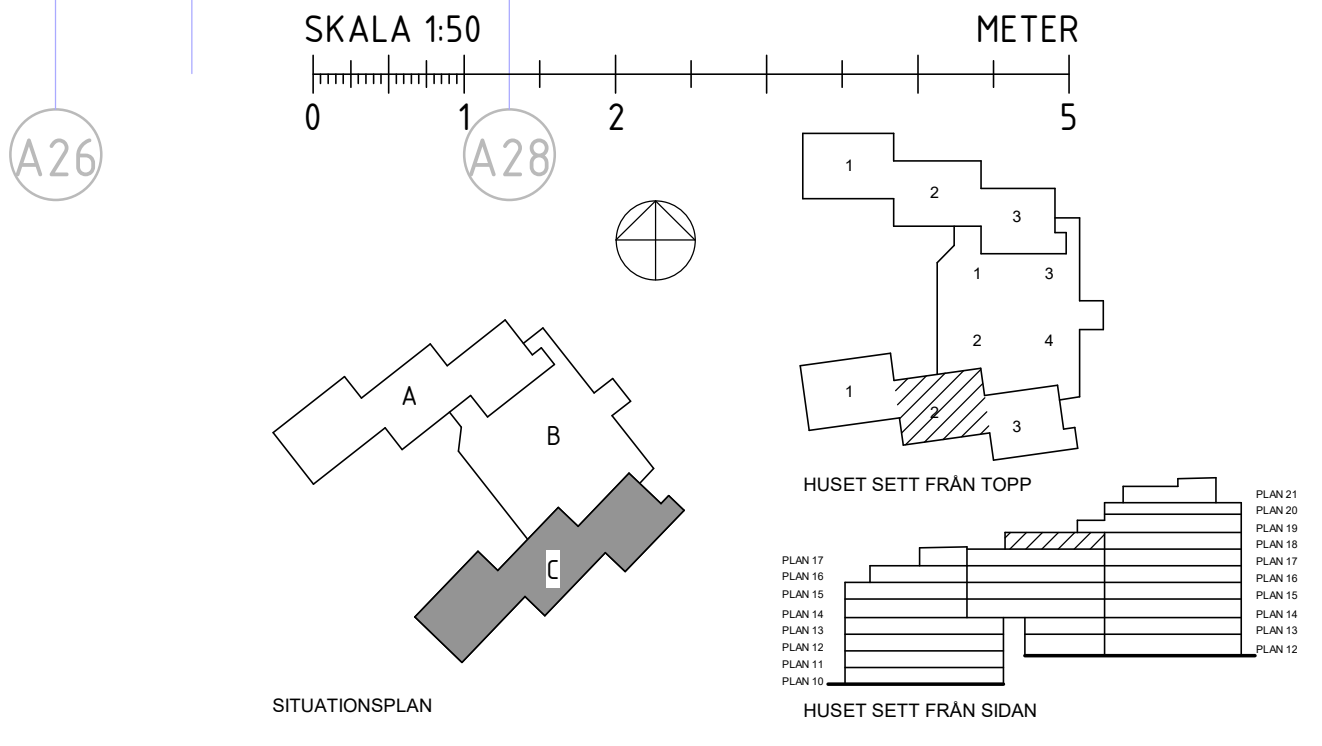 SKALA 1:50 METER
0 1 2 5
A26 A28
1
2
3
1 3
2 4
1
2
3
HUSET SETT FRÅN TOPP
A
B
C
SITUATIONSPLAN
PLAN 17
PLAN 16
PLAN 15
PLAN 14
PLAN 13
PLAN 12
PLAN 11
PLAN 10
PLAN 21
PLAN 20
PLAN 19
PLAN 18
PLAN 17
PLAN 16
PLAN 15
PLAN 14
PLAN 13
PLAN 12
HUSET SETT FRÅN SIDAN